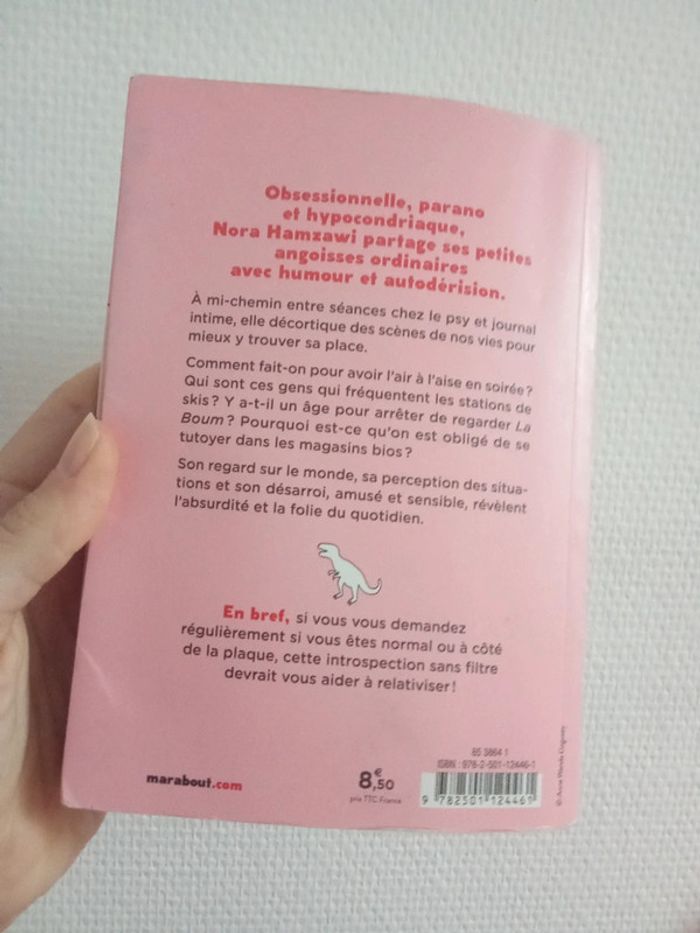 Obsessionnelle, parano
et hypocondriaque,
Nora Hamzawi partage ses petites
angoisses ordinaires
avec humour et autodérision.
À mi-chemin entre séances chez le psy et journal
intime, elle décortique des scènes de nos vies pour
mieux y trouver sa place.
Comment fait-on pour avoir l'air à l'aise en soirée ?
Qui sont ces gens qui fréquentent les stations de
skis ? Y a-t-il un âge pour arrêter de regarder La
Boum ? Pourquoi est-ce qu'on est obligé de se
tutoyer dans les magasins bios ?
Son regard sur le monde, sa perception des situa-
tions et son désarroi, amusé et sensible, révèlent
l'absurdité et la folie du quotidien.
En bref, si vous vous demandez
régulièrement si vous êtes normal ou à côté
de la plaque, cette introspection sans filtre
devrait vous aider à relativiser !
marabout.com
8,50 €
prix TTC France
65 3864 1
ISBN : 978-2-501-12446-1
9 782501 124461
© Anne Wanda